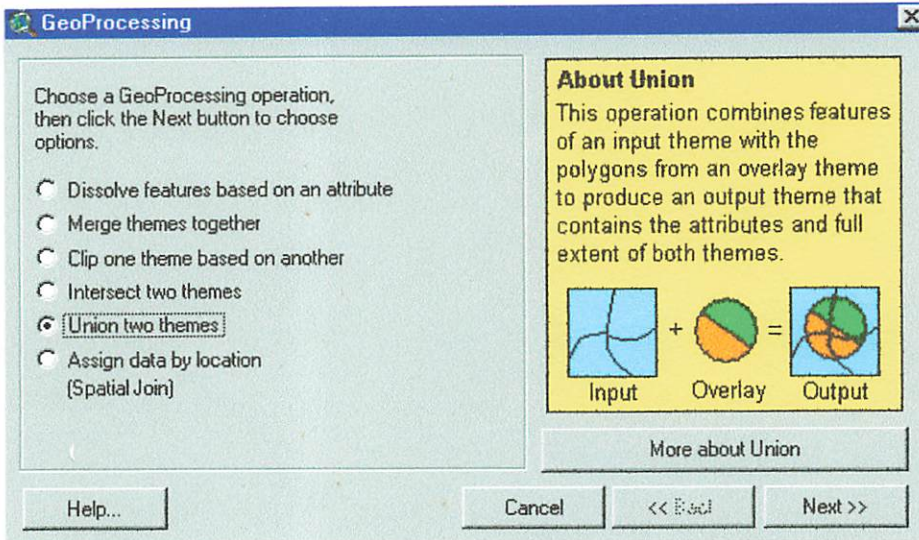 GeoProcessing
Choose a GeoProcessing operation,
then click the Next button to choose
options.
Dissolve features based on an attribute
Merge themes together
Clip one theme based on another
Intersect two themes
Union two themes
Assign data by location
(Spatial Join)
About Union
This operation combines features
of an input theme with the
polygons from an overlay theme
to produce an output theme that
contains the attributes and full
extent of both themes.
+ =
Input Overlay Output
More about Union
Help... Cancel << Back Next >>